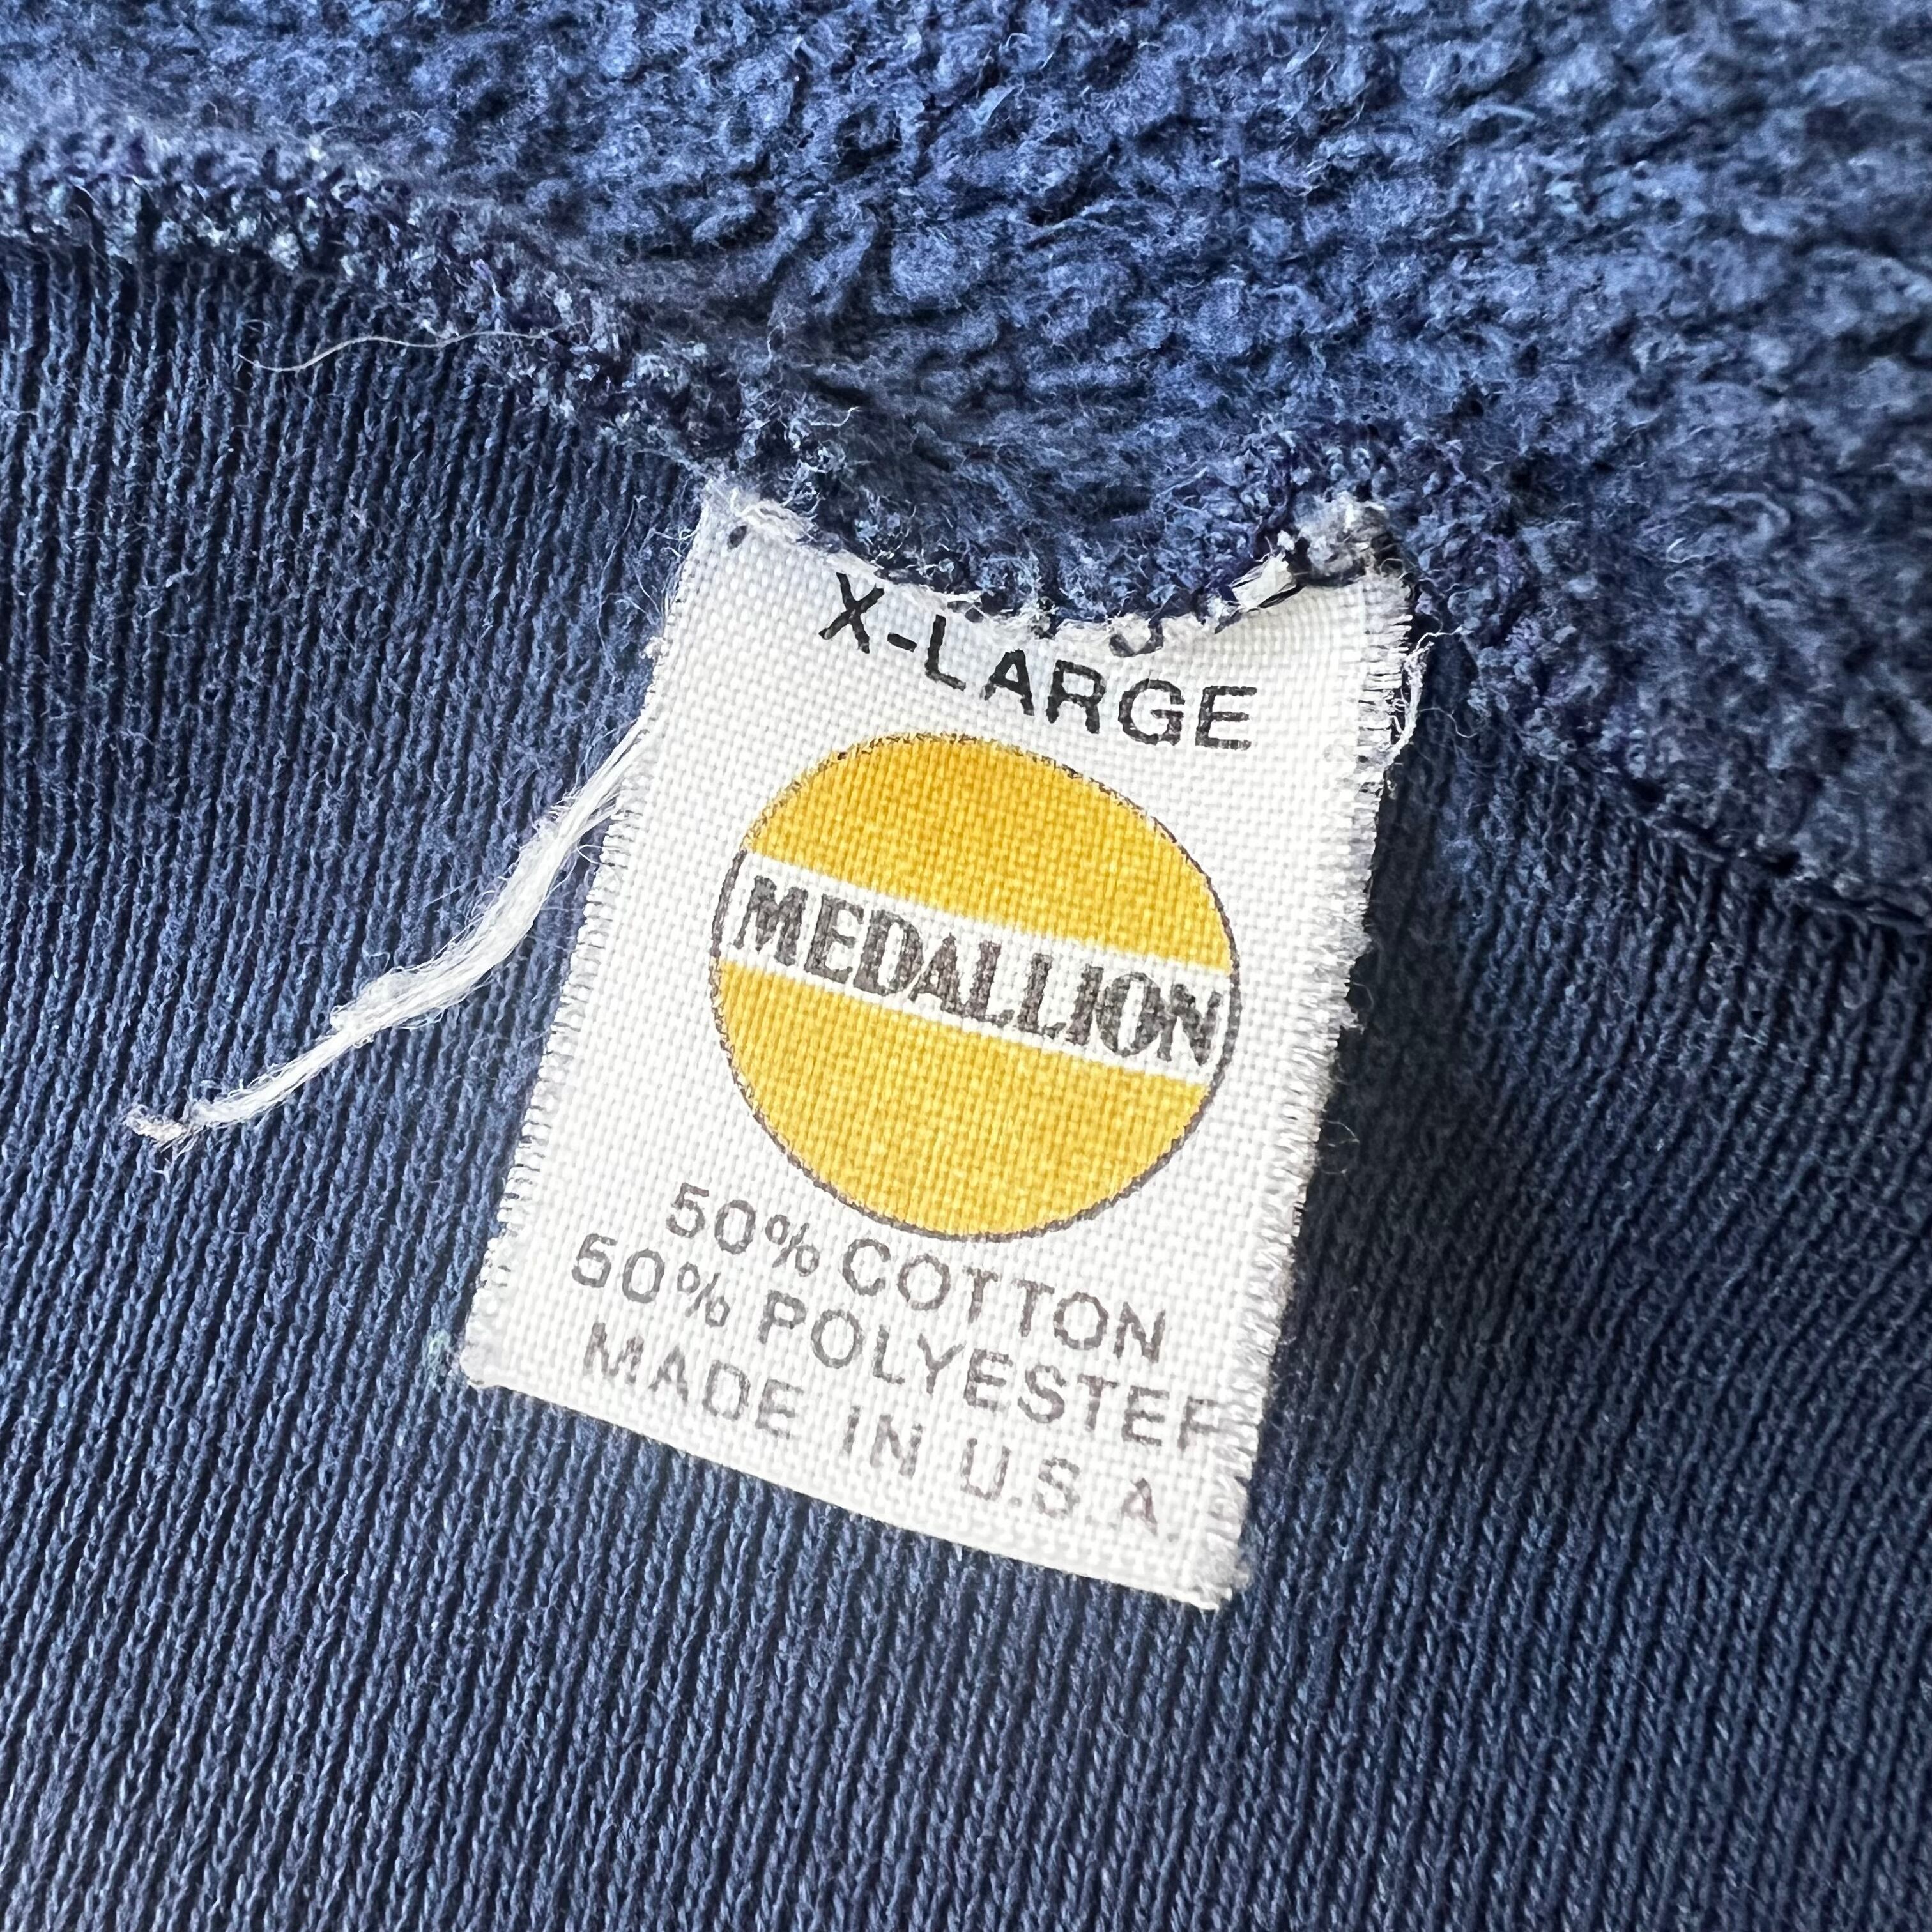 X-LARGE
MEDALLION
50% COTTON
50% POLYESTER
MADE IN U.S.A.